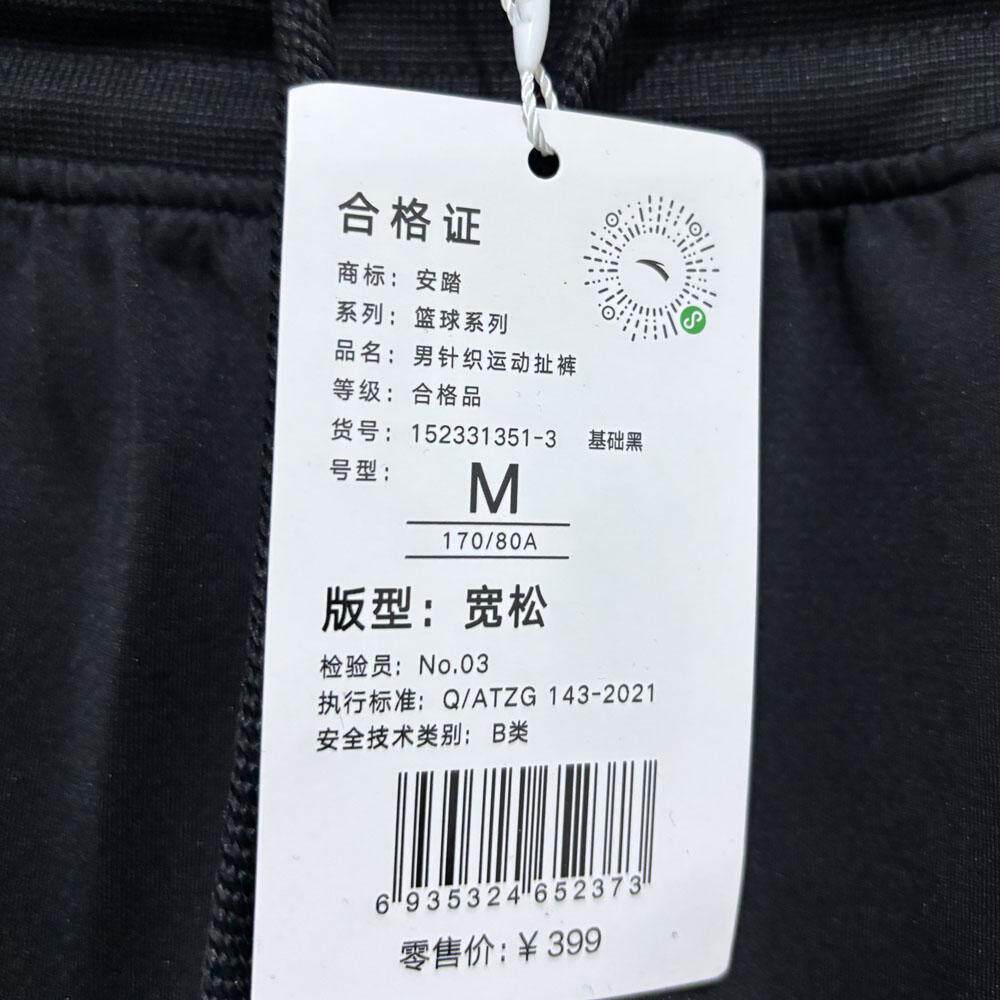 合格证
商标：安踏
系列：篮球系列
品名：男针织运动扯裤
等级：合格品
货号：152331351-3 基础黑
号型：M
170/80A
版型：宽松
检验员：No.03
执行标准：Q/ATZG 143-2021
安全技术类别：B类
6935324652373
零售价：¥399